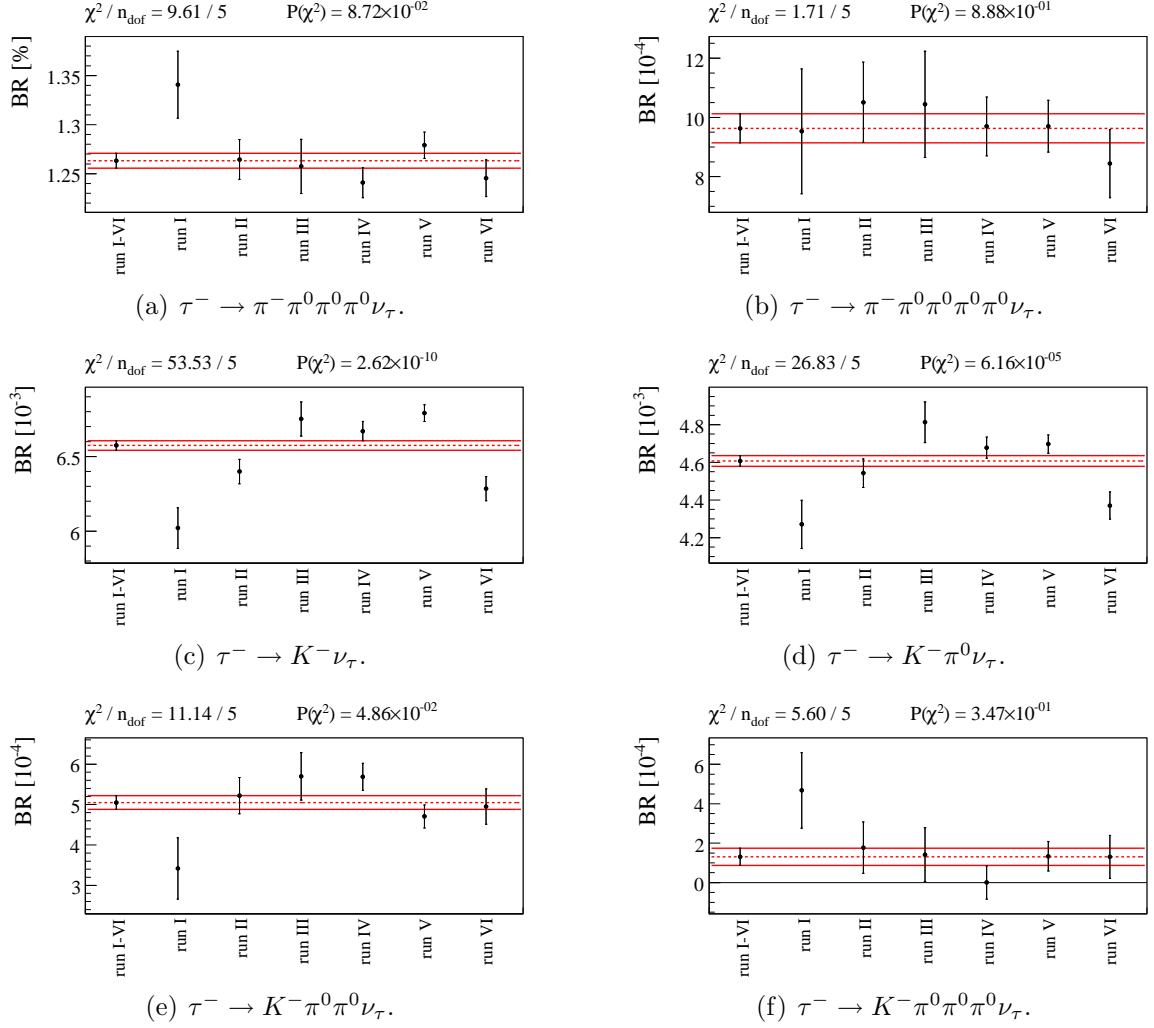 χ² / n_dof = 9.61 / 5 P(χ²) = 8.72×10⁻⁰²
BR [%]
1.35
1.3
1.25
run I-VI
run I
run II
run III
run IV
run V
run VI
(a) τ⁻ → π⁻π⁰π⁰π⁰ν_τ.
χ² / n_dof = 1.71 / 5 P(χ²) = 8.88×10⁻⁰¹
BR [10⁻⁴]
12
10
8
run I-VI
run I
run II
run III
run IV
run V
run VI
(b) τ⁻ → π⁻π⁰π⁰π⁰π⁰ν_τ.
χ² / n_dof = 53.53 / 5 P(χ²) = 2.62×10⁻¹⁰
BR [10⁻³]
6.5
6
run I-VI
run I
run II
run III
run IV
run V
run VI
(c) τ⁻ → K⁻ν_τ.
χ² / n_dof = 26.83 / 5 P(χ²) = 6.16×10⁻⁰⁵
BR [10⁻³]
4.8
4.6
4.4
4.2
run I-VI
run I
run II
run III
run IV
run V
run VI
(d) τ⁻ → K⁻π⁰ν_τ.
χ² / n_dof = 11.14 / 5 P(χ²) = 4.86×10⁻⁰²
BR [10⁻⁴]
6
5
4
3
run I-VI
run I
run II
run III
run IV
run V
run VI
(e) τ⁻ → K⁻π⁰π⁰ν_τ.
χ² / n_dof = 5.60 / 5 P(χ²) = 3.47×10⁻⁰¹
BR [10⁻⁴]
6
4
2
0
run I-VI
run I
run II
run III
run IV
run V
run VI
(f) τ⁻ → K⁻π⁰π⁰π⁰ν_τ.